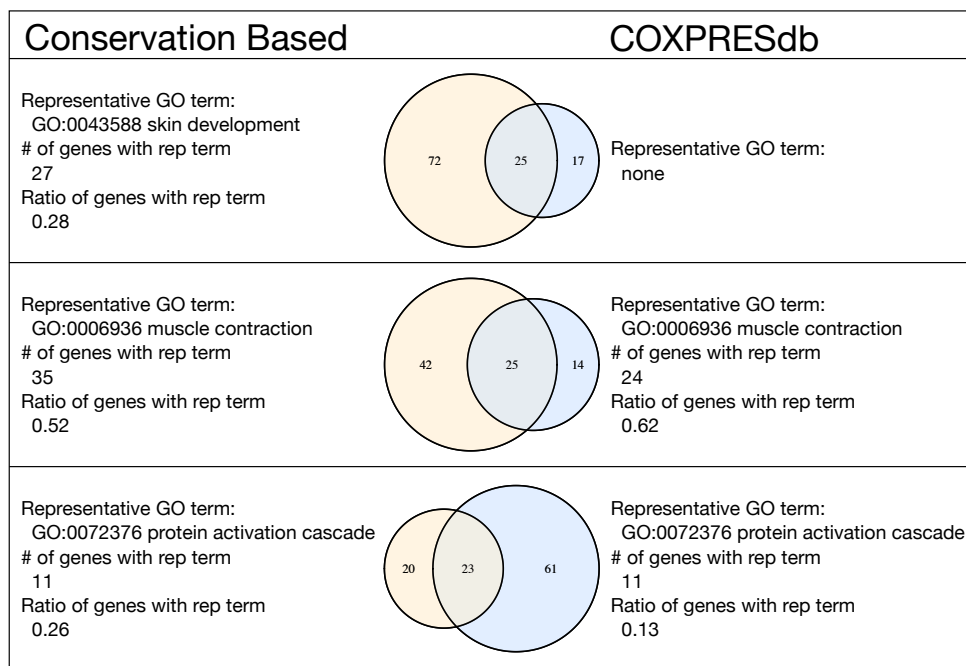 Conservation Based
COXPRESdb
Representative GO term:
GO:0043588 skin development
# of genes with rep term
27
Ratio of genes with rep term
0.28
72
25
17
Representative GO term:
none
Representative GO term:
GO:0006936 muscle contraction
# of genes with rep term
35
Ratio of genes with rep term
0.52
42
25
14
Representative GO term:
GO:0006936 muscle contraction
# of genes with rep term
24
Ratio of genes with rep term
0.62
Representative GO term:
GO:0072376 protein activation cascade
# of genes with rep term
11
Ratio of genes with rep term
0.26
20
23
61
Representative GO term:
GO:0072376 protein activation cascade
# of genes with rep term
11
Ratio of genes with rep term
0.13